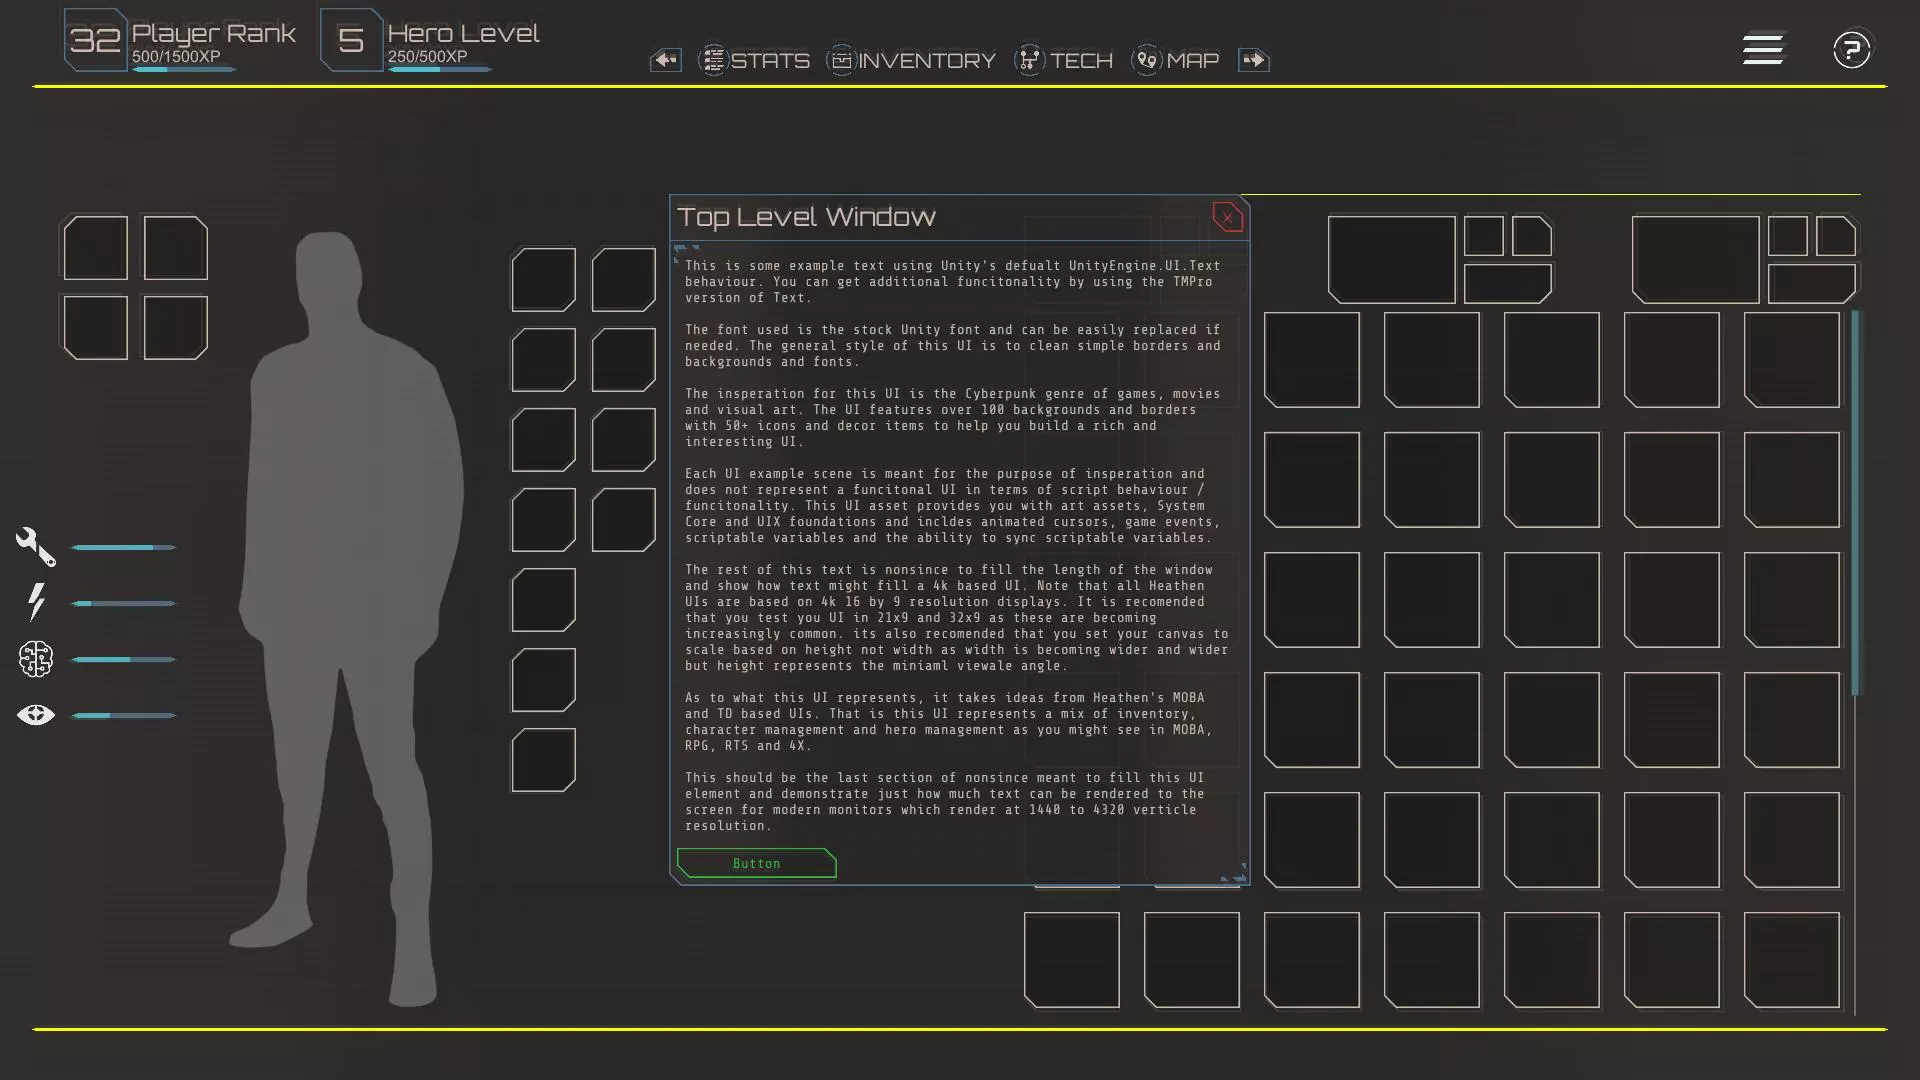 32 Player Rank
500/1500XP
5 Hero Level
250/500XP
STATS INVENTORY TECH MAP
?
Top Level Window
X
This is some example text using Unity's defualt UnityEngine.UI.Text
behaviour. You can get additional funcitonality by using the TMPro
version of Text.
The font used is the stock Unity font and can be easily replaced if
needed. The general style of this UI is to clean simple borders and
backgrounds and fonts.
The insperation for this UI is the Cyberpunk genre of games, movies
and visual art. The UI features over 100 backgrounds and borders
with 50+ icons and decor items to help you build a rich and
interesting UI.
Each UI example scene is meant for the purpose of insperation and
does not represent a funcitonal UI in terms of script behaviour /
funcitonality. This UI asset provides you with art assets, System
Core and UIX foundations and incldes animated cursors, game events,
scriptable variables and the ability to sync scriptable variables.
The rest of this text is nonsince to fill the length of the window
and show how text might fill a 4k based UI. Note that all Heathen
UIs are based on 4k 16 by 9 resolution displays. It is recomended
that you test you UI in 21x9 and 32x9 as these are becoming
increasingly common. its also recomended that you set your canvas to
scale based on height not width as width is becoming wider and wider
but height represents the miniaml viewale angle.
As to what this UI represents, it takes ideas from Heathen's MOBA
and TD based UIs. That is this UI represents a mix of inventory,
character management and hero management as you might see in MOBA,
RPG, RTS and 4X.
This should be the last section of nonsince meant to fill this UI
element and demonstrate just how much text can be rendered to the
screen for modern monitors which render at 1440 to 4320 verticle
resolution.
Button